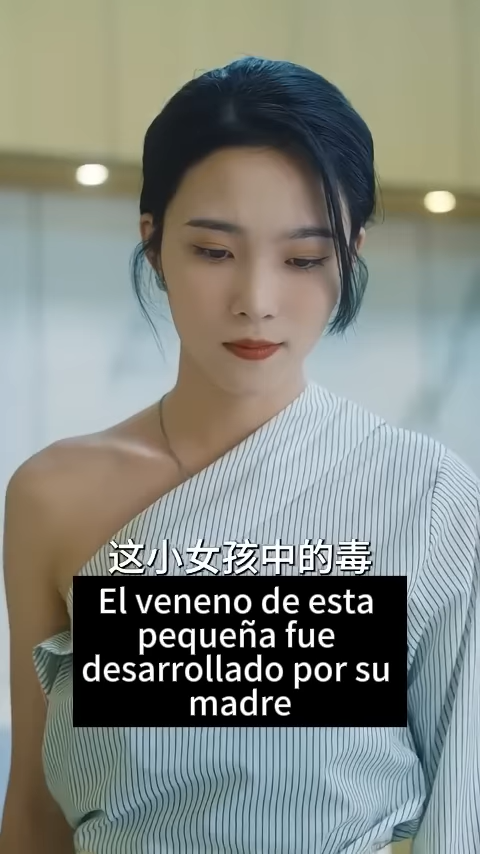 这小女孩中的毒
El veneno de esta
pequeña fue
desarrollado por su
madre